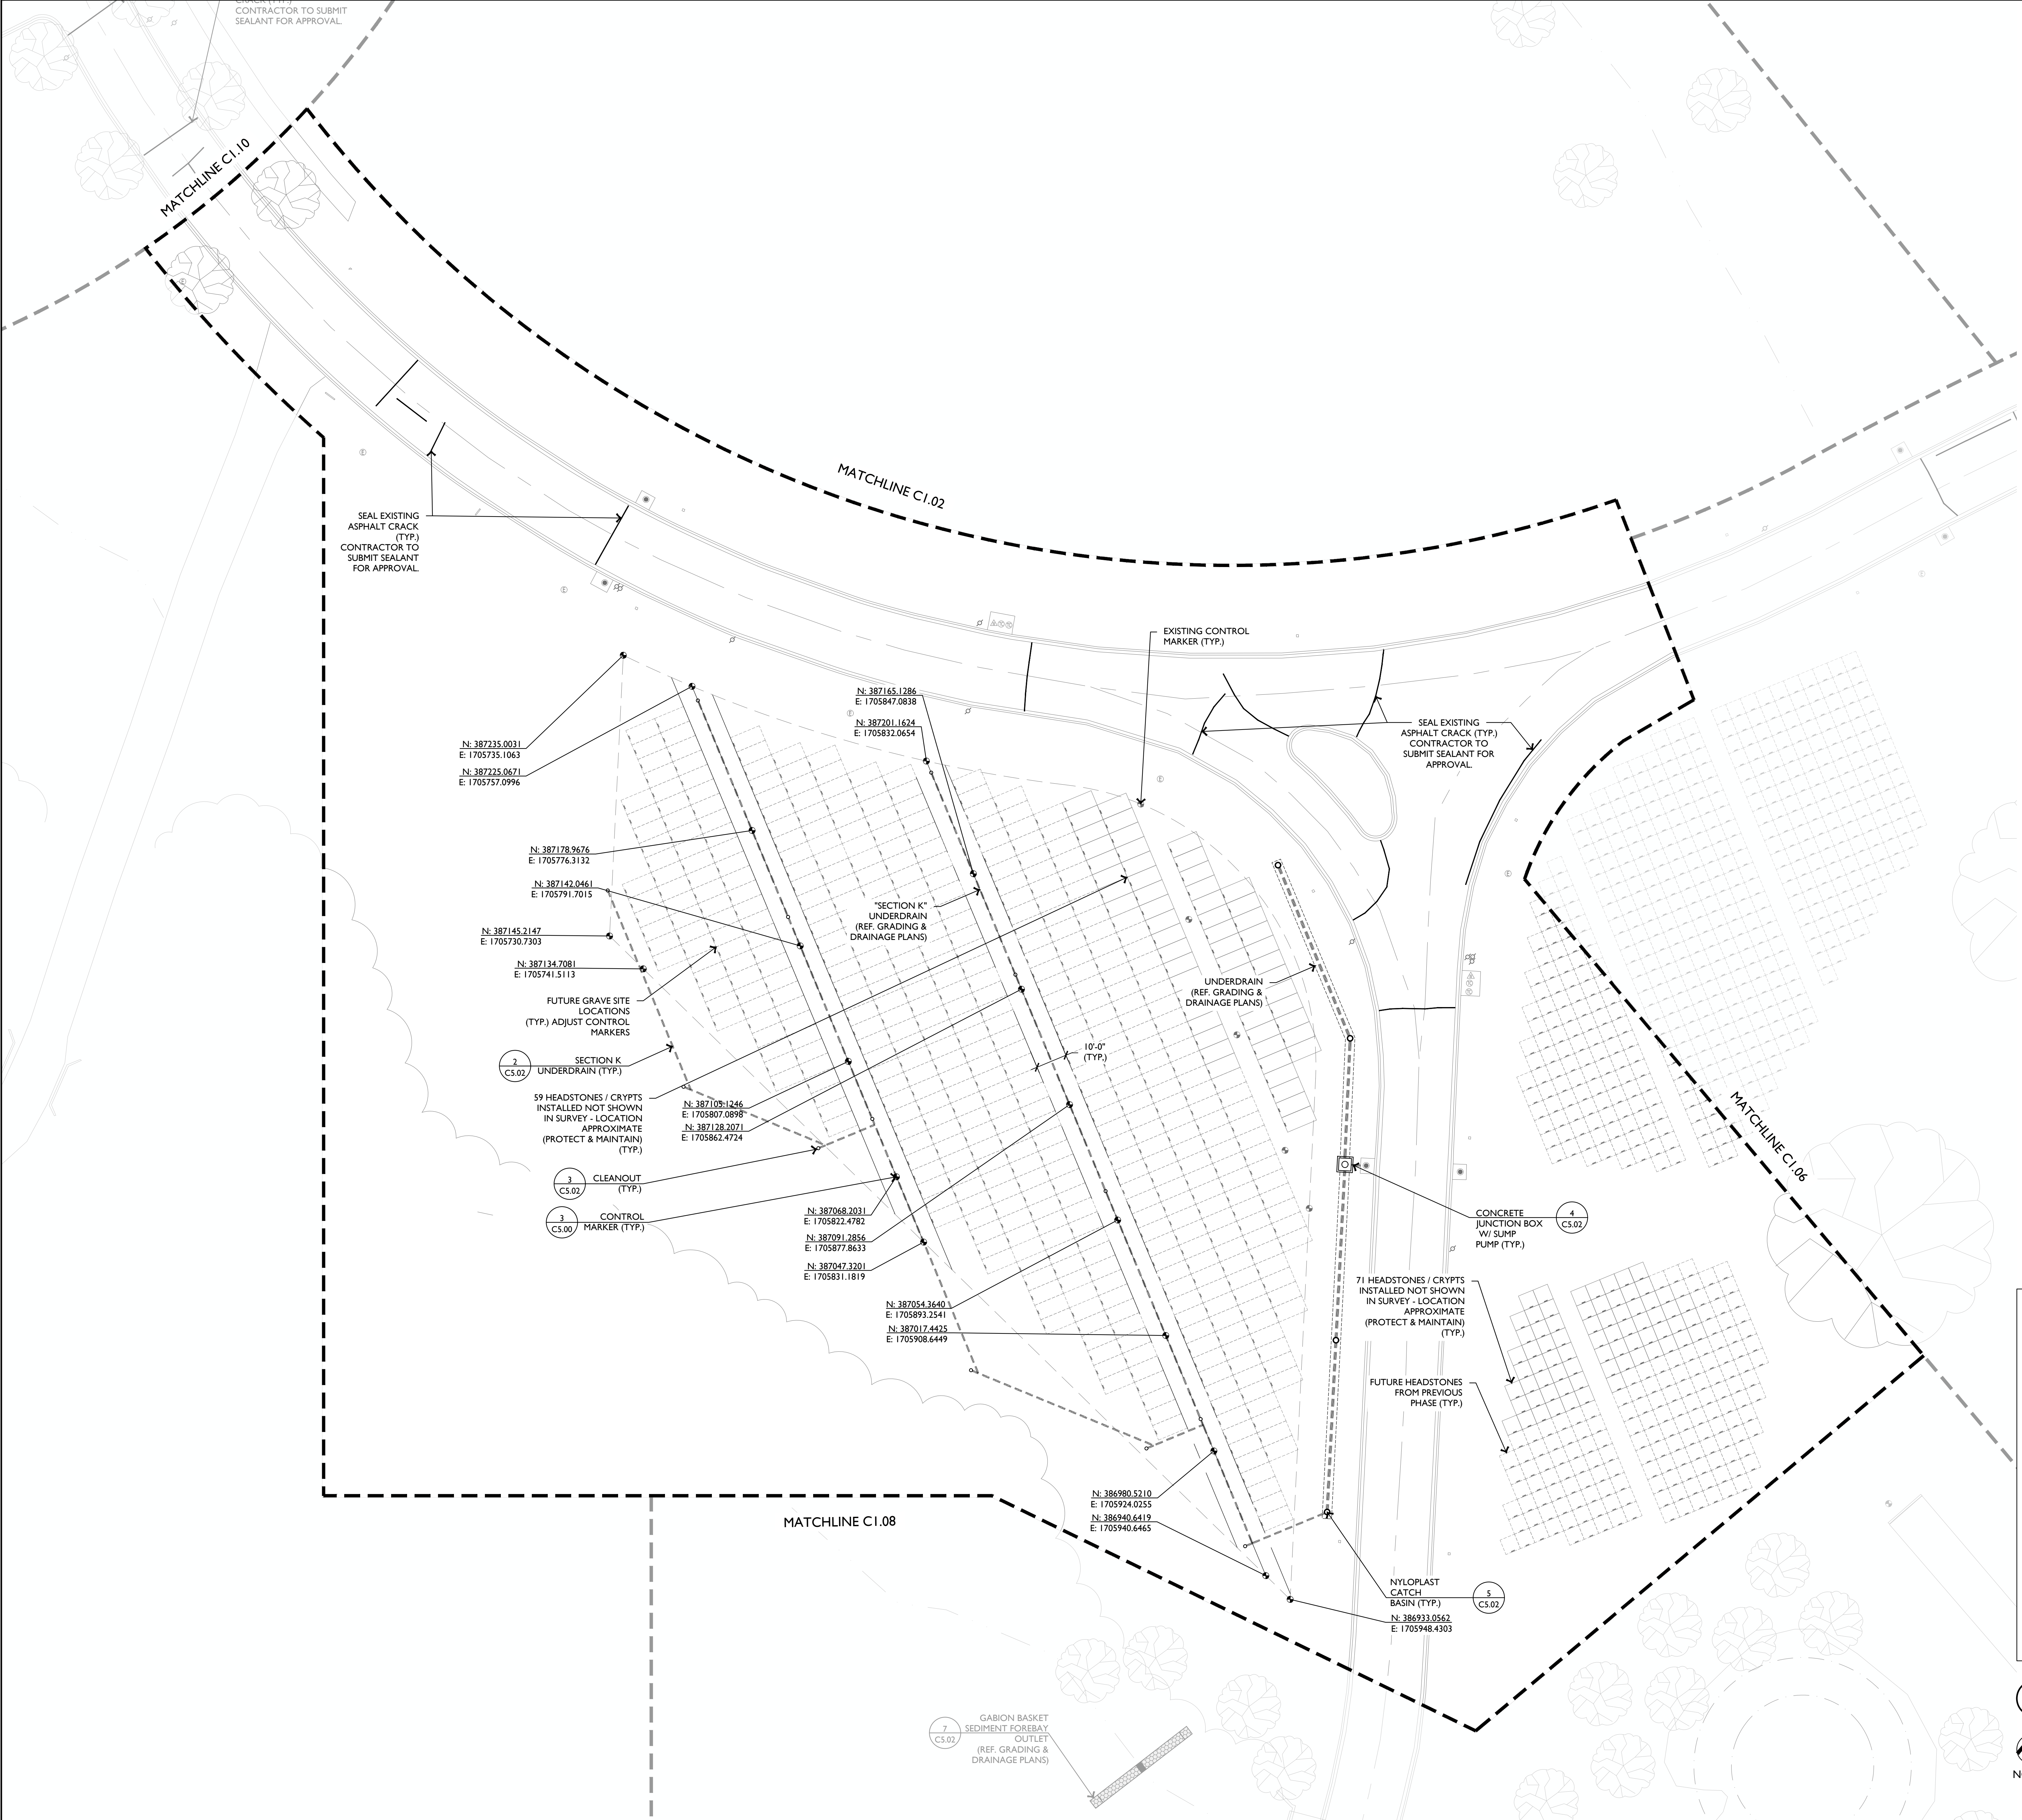 CONTRACTOR TO SUBMIT
SEALANT FOR APPROVAL.
MATCHLINE C1.10
MATCHLINE C1.02
SEAL EXISTING
ASPHALT CRACK
(TYP.)
CONTRACTOR TO
SUBMIT SEALANT
FOR APPROVAL.
EXISTING CONTROL
MARKER (TYP.)
N: 387165.1286
E: 1705847.0838
N: 387201.1624
E: 1705832.0654
SEAL EXISTING
ASPHALT CRACK (TYP.)
CONTRACTOR TO
SUBMIT SEALANT FOR
APPROVAL.
N: 387235.0031
E: 1705735.1063
N: 387225.0671
E: 1705757.0996
N: 387178.9676
E: 1705776.3132
N: 387142.0461
E: 1705791.7015
N: 387145.2147
E: 1705730.7303
N: 387134.7081
E: 1705741.5113
"SECTION K"
UNDERDRAIN
(REF. GRADING &
DRAINAGE PLANS)
UNDERDRAIN
(REF. GRADING &
DRAINAGE PLANS)
FUTURE GRAVE SITE
LOCATIONS
(TYP.) ADJUST CONTROL
MARKERS
10'-0"
(TYP.)
2
C5.02
SECTION K
UNDERDRAIN (TYP.)
59 HEADSTONES / CRYPTS
INSTALLED NOT SHOWN
IN SURVEY - LOCATION
APPROXIMATE
(PROTECT & MAINTAIN)
(TYP.)
N: 387105.1246
E: 1705807.0898
N: 387128.2071
E: 1705862.4724
MATCHLINE C1.06
3
C5.02
CLEANOUT
(TYP.)
3
C5.00
CONTROL
MARKER (TYP.)
N: 387068.2031
E: 1705822.4782
N: 387091.2856
E: 1705877.8633
N: 387047.3201
E: 1705831.1819
CONCRETE
JUNCTION BOX
W/ SUMP
PUMP (TYP.)
4
C5.02
71 HEADSTONES / CRYPTS
INSTALLED NOT SHOWN
IN SURVEY - LOCATION
APPROXIMATE
(PROTECT & MAINTAIN)
(TYP.)
N: 387054.3640
E: 1705893.2541
N: 387017.4425
E: 1705908.6449
FUTURE HEADSTONES
FROM PREVIOUS
PHASE (TYP.)
N: 386980.5210
E: 1705924.0255
N: 386940.6419
E: 1705940.6465
MATCHLINE C1.08
NYLOPLAST
CATCH
BASIN (TYP.)
5
C5.02
N: 386933.0562
E: 1705948.4303
7
C5.02
GABION BASKET
SEDIMENT FOREBAY
OUTLET
(REF. GRADING &
DRAINAGE PLANS)